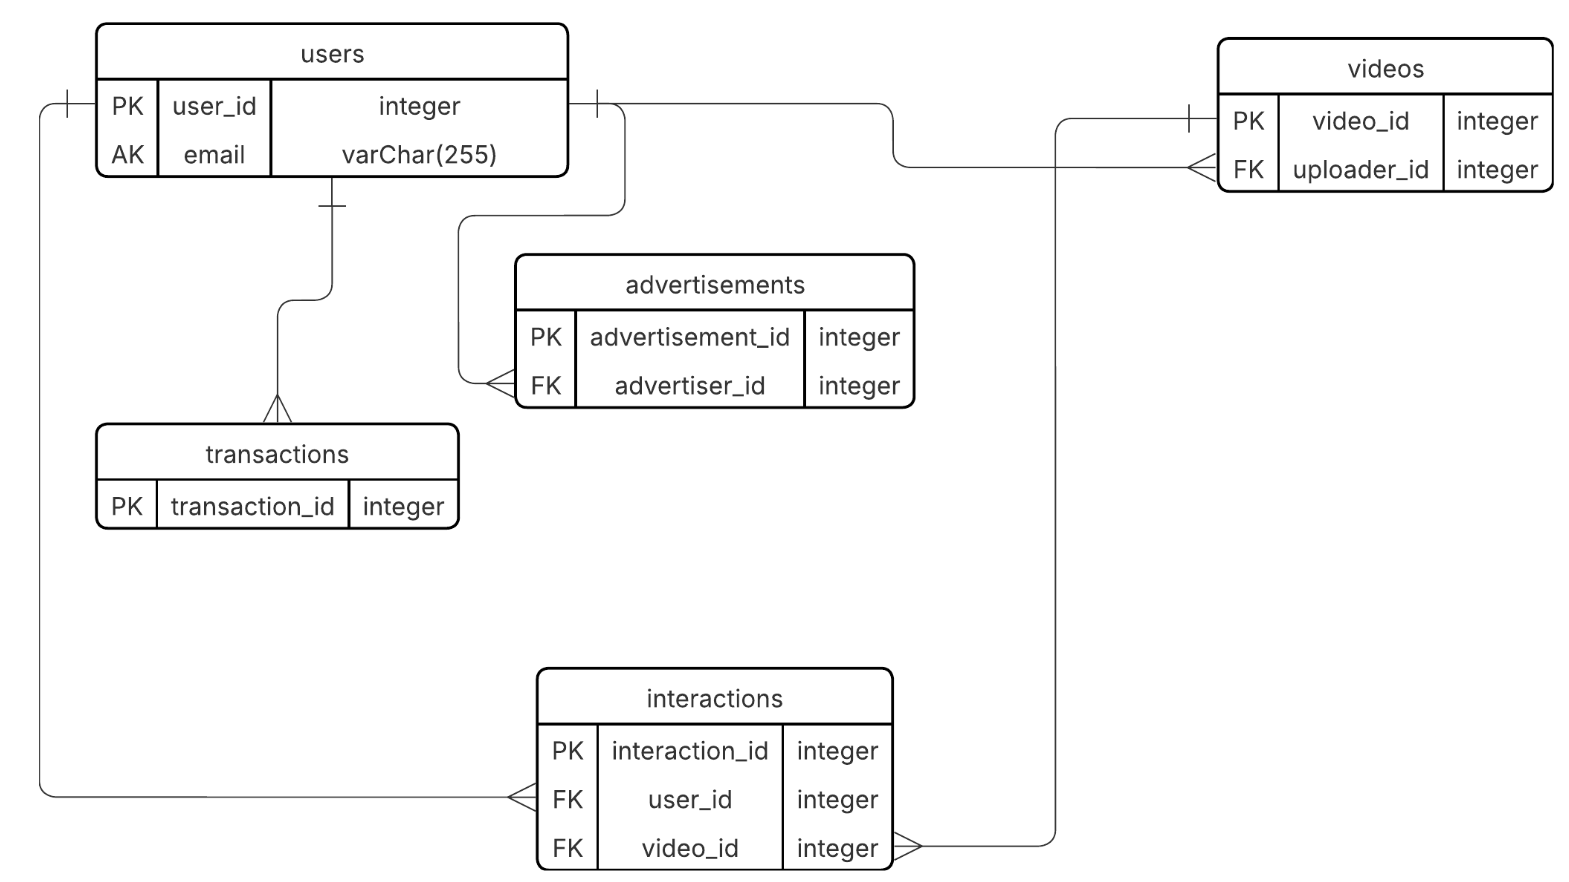 users
PK user_id integer
AK email varChar(255)
videos
PK video_id integer
FK uploader_id integer
advertisements
PK advertisement_id integer
FK advertiser_id integer
transactions
PK transaction_id integer
interactions
PK interaction_id integer
FK user_id integer
FK video_id integer